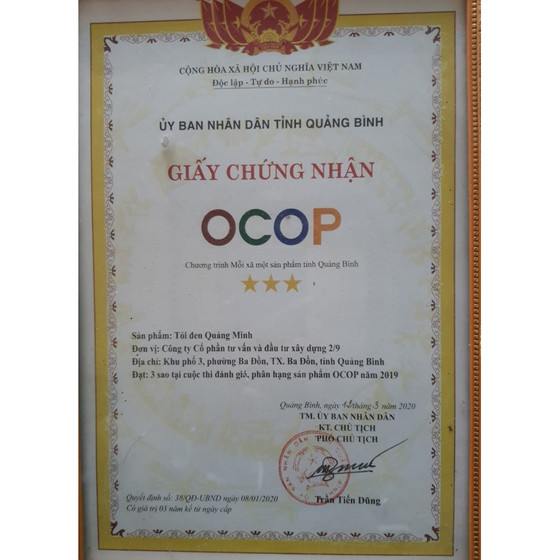 CỘNG HÒA XÃ HỘI CHỦ NGHĨA VIỆT NAM
Độc lập - Tự do - Hạnh phúc
ỦY BAN NHÂN DÂN TỈNH QUẢNG BÌNH
GIẤY CHỨNG NHẬN
OCOP
Chương trình Mỗi xã một sản phẩm tỉnh Quảng Bình
Sản phẩm: Tỏi đen Quảng Minh
Đơn vị: Công ty Cổ phần tư vấn và đầu tư xây dựng 2/9
Địa chỉ: Khu phố 3, phường Ba Đồn, TX. Ba Đồn, tỉnh Quảng Bình
Đạt: 3 sao tại cuộc thi đánh giá, phân hạng sản phẩm OCOP năm 2019
Quảng Bình, ngày tháng 3 năm 2020
TM. ỦY BAN NHÂN DÂN
KT. CHỦ TỊCH
PHÓ CHỦ TỊCH
Trần Tiến Dũng
Quyết định số: 38/QĐ-UBND ngày 08/01/2020
Có giá trị 03 năm kể từ ngày cấp